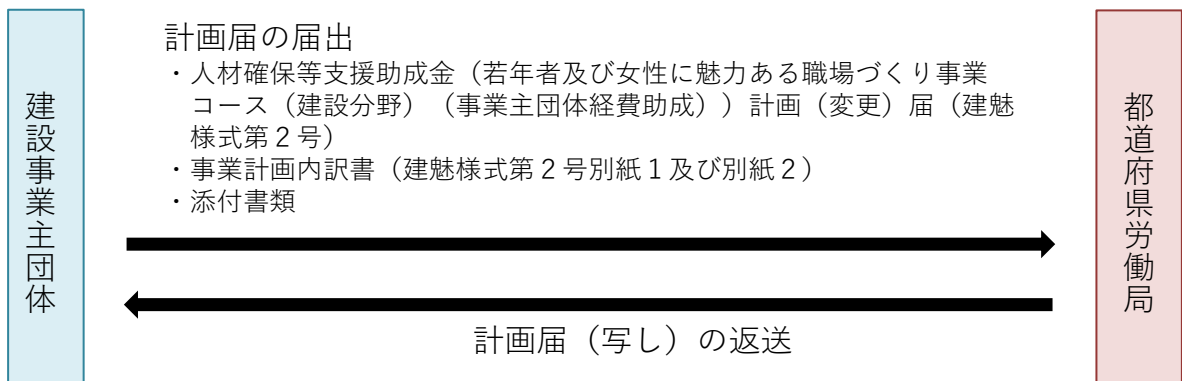 建設事業主団体
計画届の届出
・人材確保等支援助成金（若年者及び女性に魅力ある職場づくり事業
コース（建設分野）（事業主団体経費助成））計画（変更）届（建魅
様式第２号）
・事業計画内訳書（建魅様式第２号別紙１及び別紙２）
・添付書類
計画届（写し）の返送
都道府県労働局